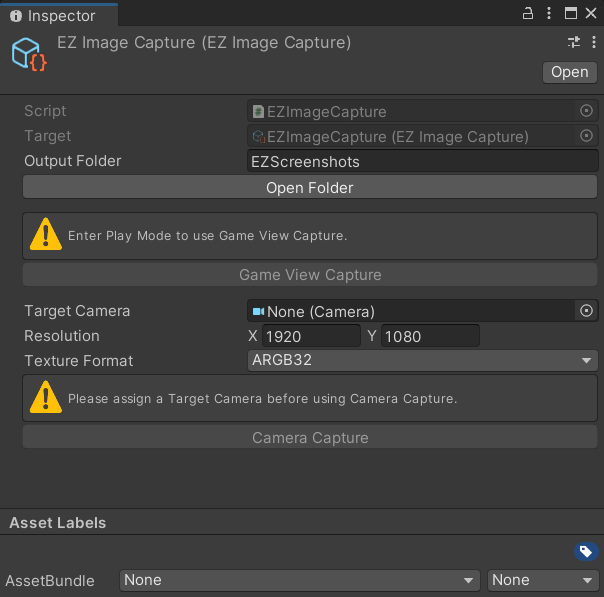 Inspector
EZ Image Capture (EZ Image Capture)
Open
Script EZImageCapture
Target EZImageCapture (EZ Image Capture)
Output Folder EZScreenshots
Open Folder
Enter Play Mode to use Game View Capture.
Game View Capture
Target Camera None (Camera)
Resolution X 1920 Y 1080
Texture Format ARGB32
Please assign a Target Camera before using Camera Capture.
Camera Capture
Asset Labels
AssetBundle None None